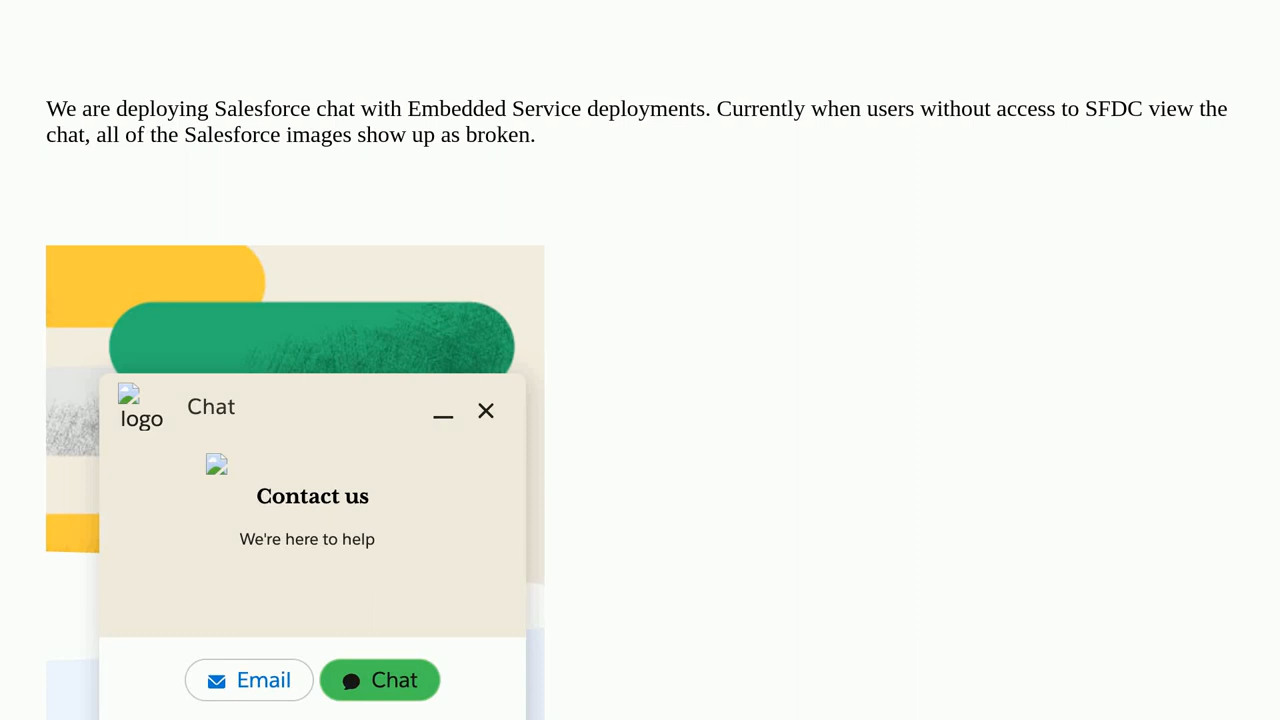 We are deploying Salesforce chat with Embedded Service deployments. Currently when users without access to SFDC view the
chat, all of the Salesforce images show up as broken.
logo
Chat
Contact us
We're here to help
Email
Chat